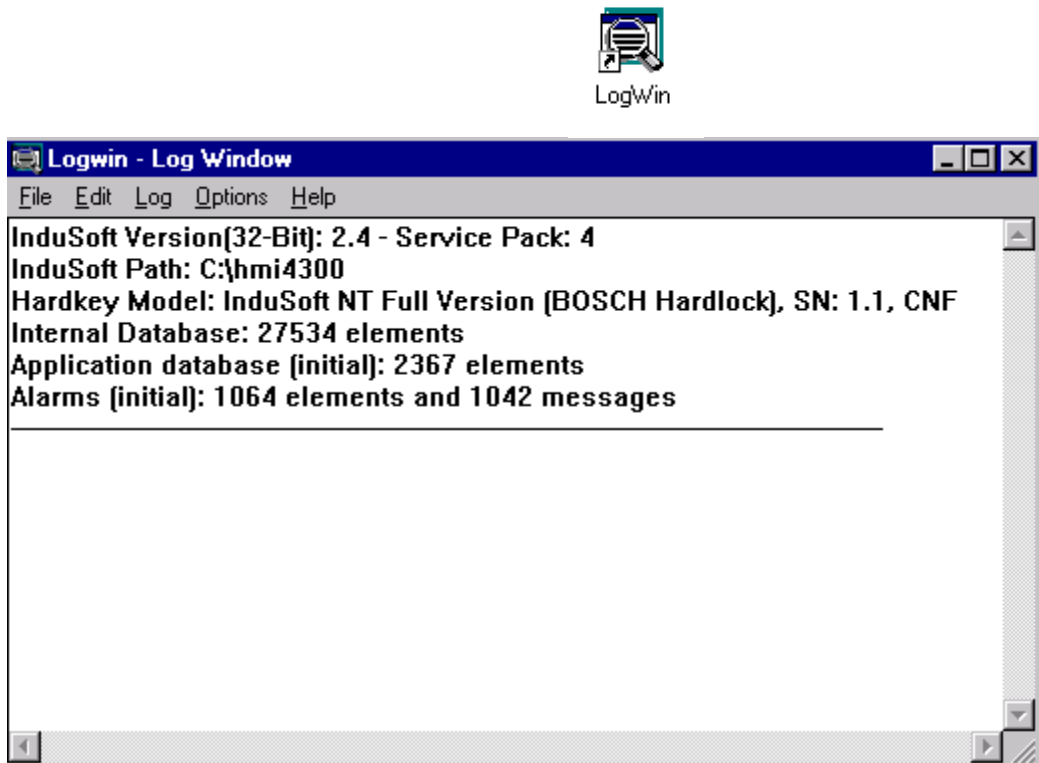 LogWin
Logwin - Log Window
File Edit Log Options Help
InduSoft Version(32-Bit): 2.4 - Service Pack: 4
InduSoft Path: C:\hmi4300
Hardkey Model: InduSoft NT Full Version (BOSCH Hardlock), SN: 1.1, CNF
Internal Database: 27534 elements
Application database (initial): 2367 elements
Alarms (initial): 1064 elements and 1042 messages